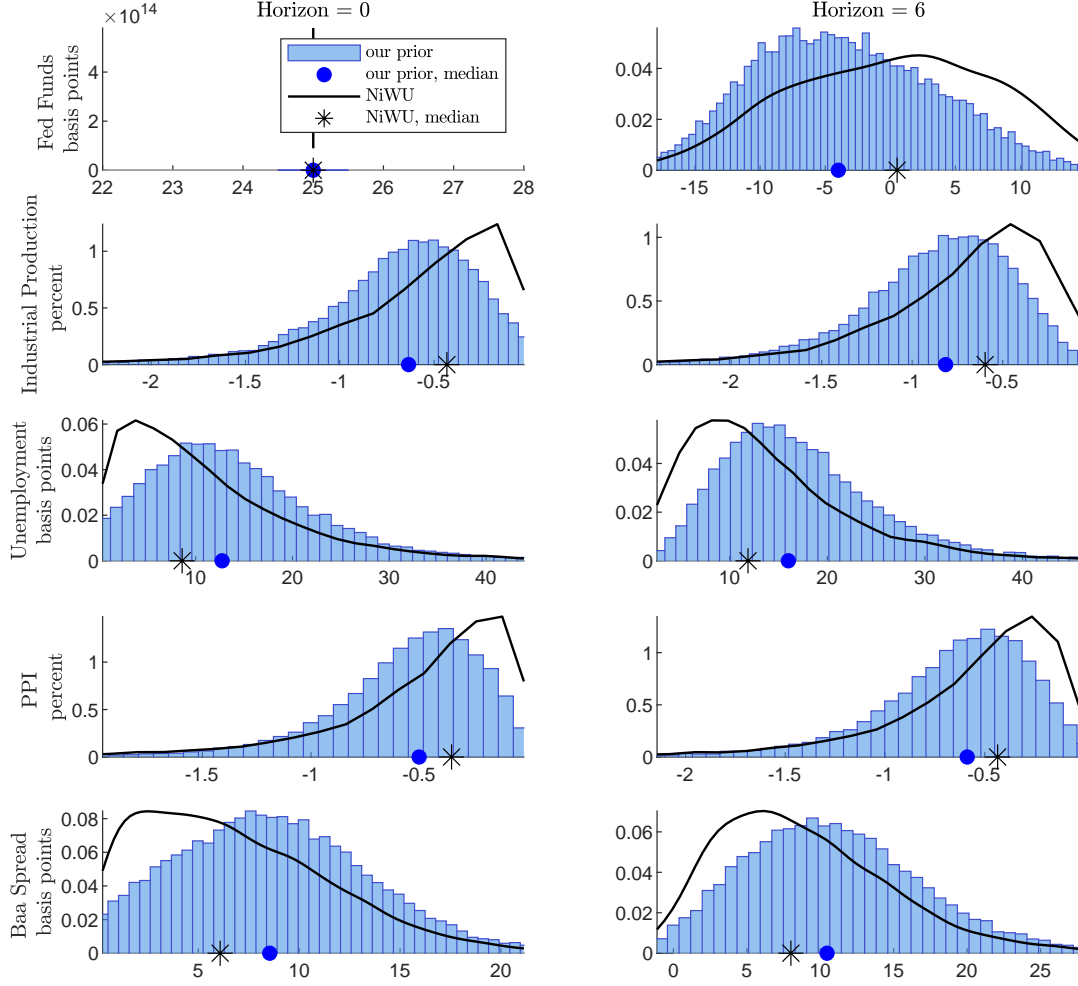 Horizon = 0
×10^14
Fed Funds
basis points
4
2
0
22 23 24 25 26 27 28
our prior
our prior, median
NiWU
NiWU, median
Horizon = 6
0.04
0.02
0
-15 -10 -5 0 5 10
Industrial Production
percent
1
0.5
0
-2 -1.5 -1 -0.5
1
0.5
0
-2 -1.5 -1 -0.5
Unemployment
basis points
0.06
0.04
0.02
0
10 20 30 40
0.04
0.02
0
10 20 30 40
PPI
percent
1
0.5
0
-1.5 -1 -0.5
1
0.5
0
-2 -1.5 -1 -0.5
Baa Spread
basis points
0.08
0.06
0.04
0.02
0
5 10 15 20
0.06
0.04
0.02
0
0 5 10 15 20 25